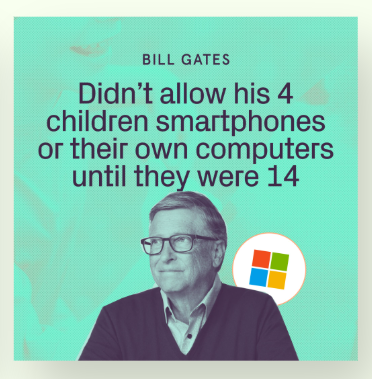 BILL GATES
Didn’t allow his 4
children smartphones
or their own computers
until they were 14